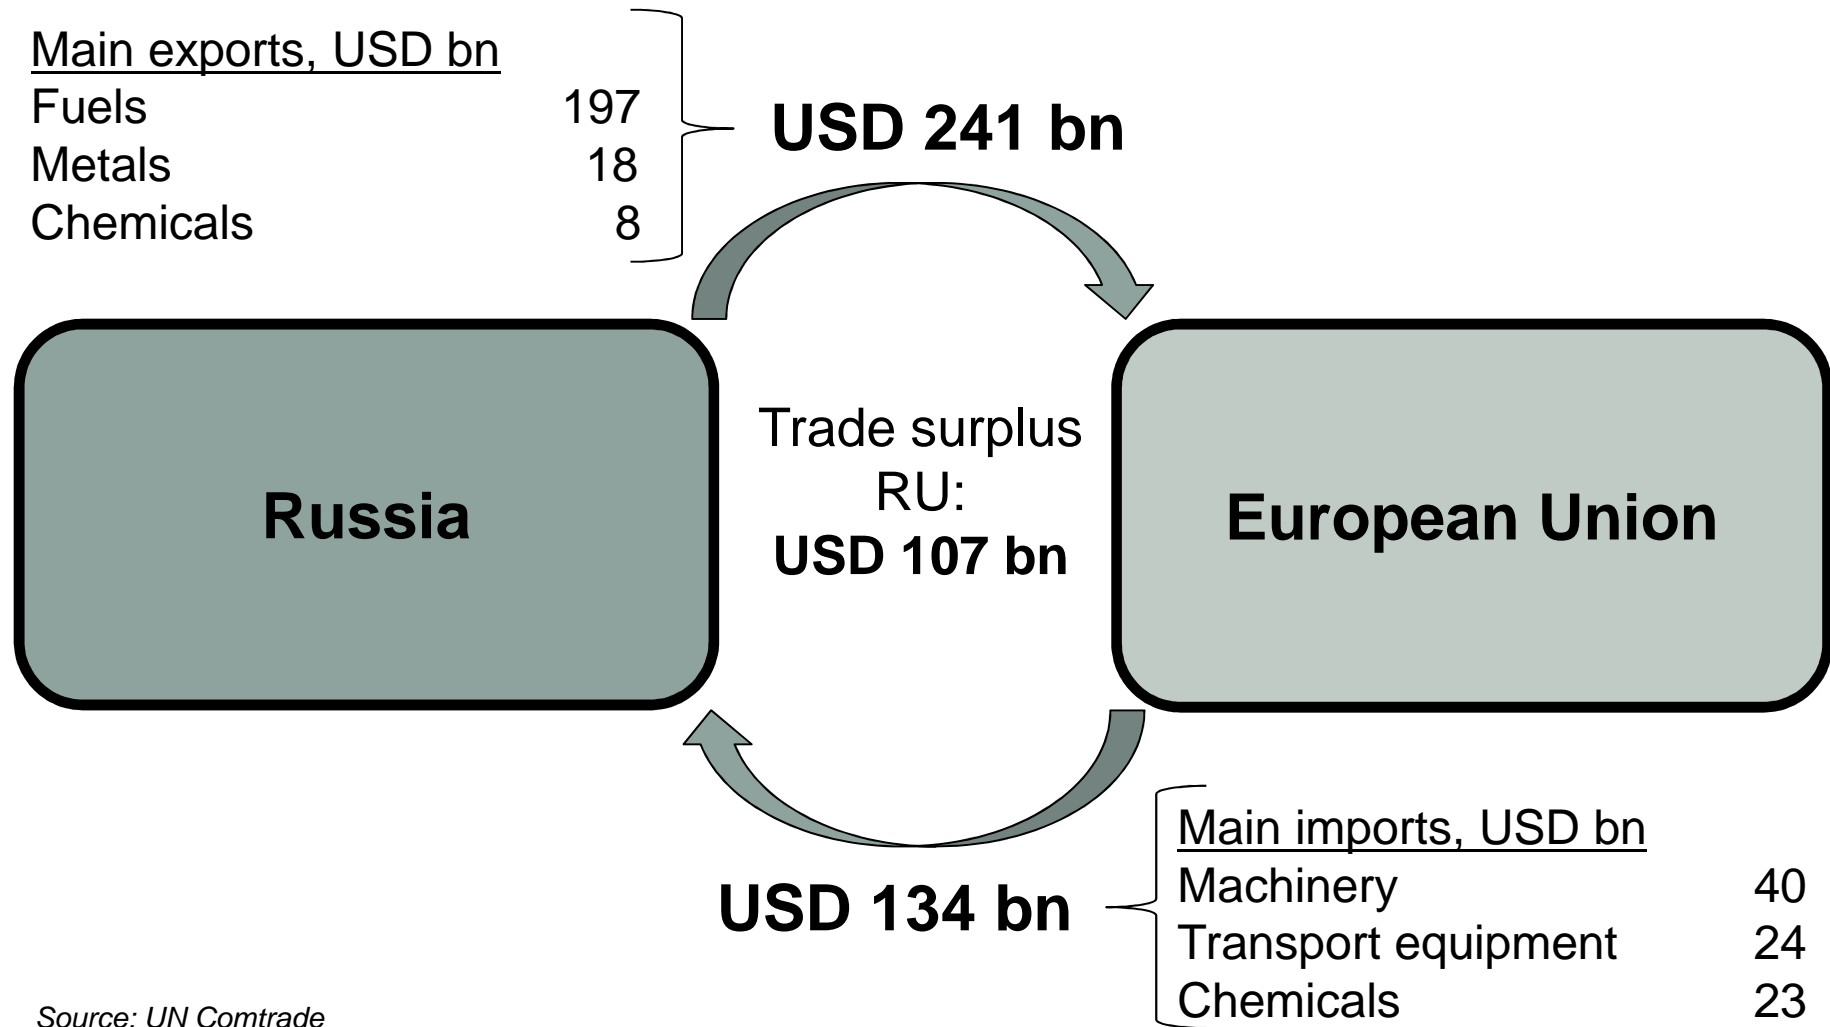 Main exports, USD bn
Fuels 197
Metals 18
Chemicals 8
USD 241 bn
Russia
Trade surplus
RU:
USD 107 bn
European Union
USD 134 bn
Main imports, USD bn
Machinery 40
Transport equipment 24
Chemicals 23
Source: UN Comtrade